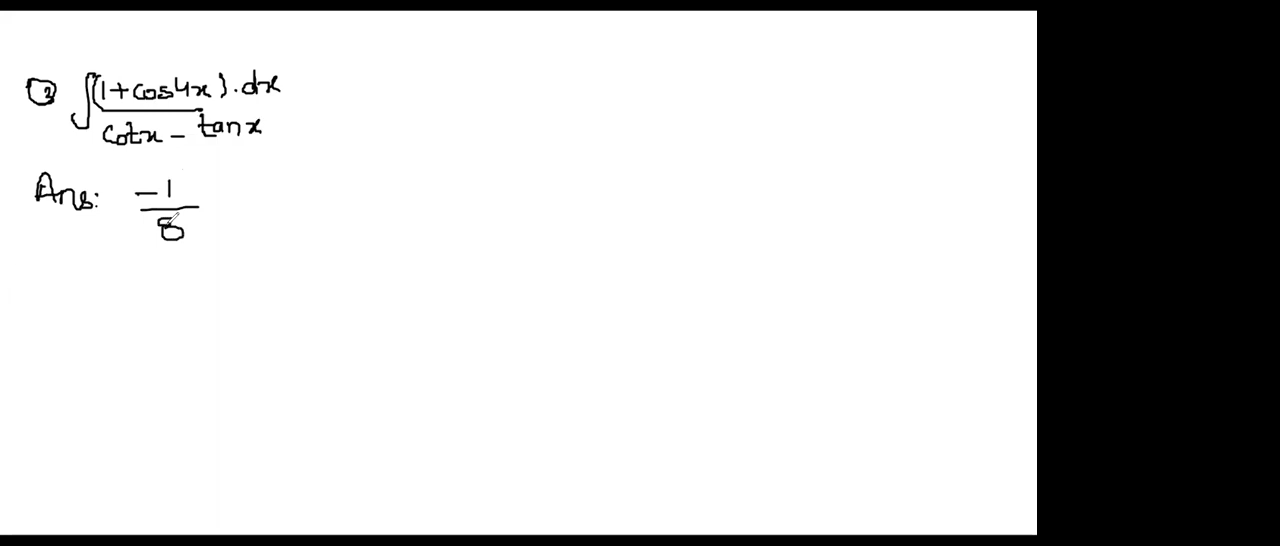 ② ∫ (1+cos4x).dx
cotx - tanx
Ans: -1
8